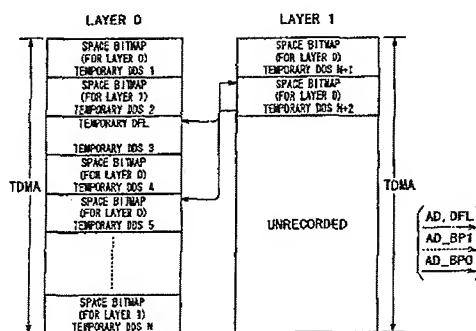 LAYER 0
LAYER 1
SPACE BITMAP
(FOR LAYER 0)
TEMPORARY DDS 1
SPACE BITMAP
(FOR LAYER 1)
TEMPORARY DDS 2
TEMPORARY DFL
TEMPORARY DDS 3
SPACE BITMAP
(FOR LAYER 0)
TEMPORARY DDS 4
SPACE BITMAP
(FOR LAYER 0)
TEMPORARY DDS 5
SPACE BITMAP
(FOR LAYER 1)
TEMPORARY DDS N
TDMA
SPACE BITMAP
(FOR LAYER 0)
TEMPORARY DDS N+1
SPACE BITMAP
(FOR LAYER 0)
TEMPORARY DDS N+2
UNRECORDED
TDMA
AD, DFL
AD_BP1
AD_BP0